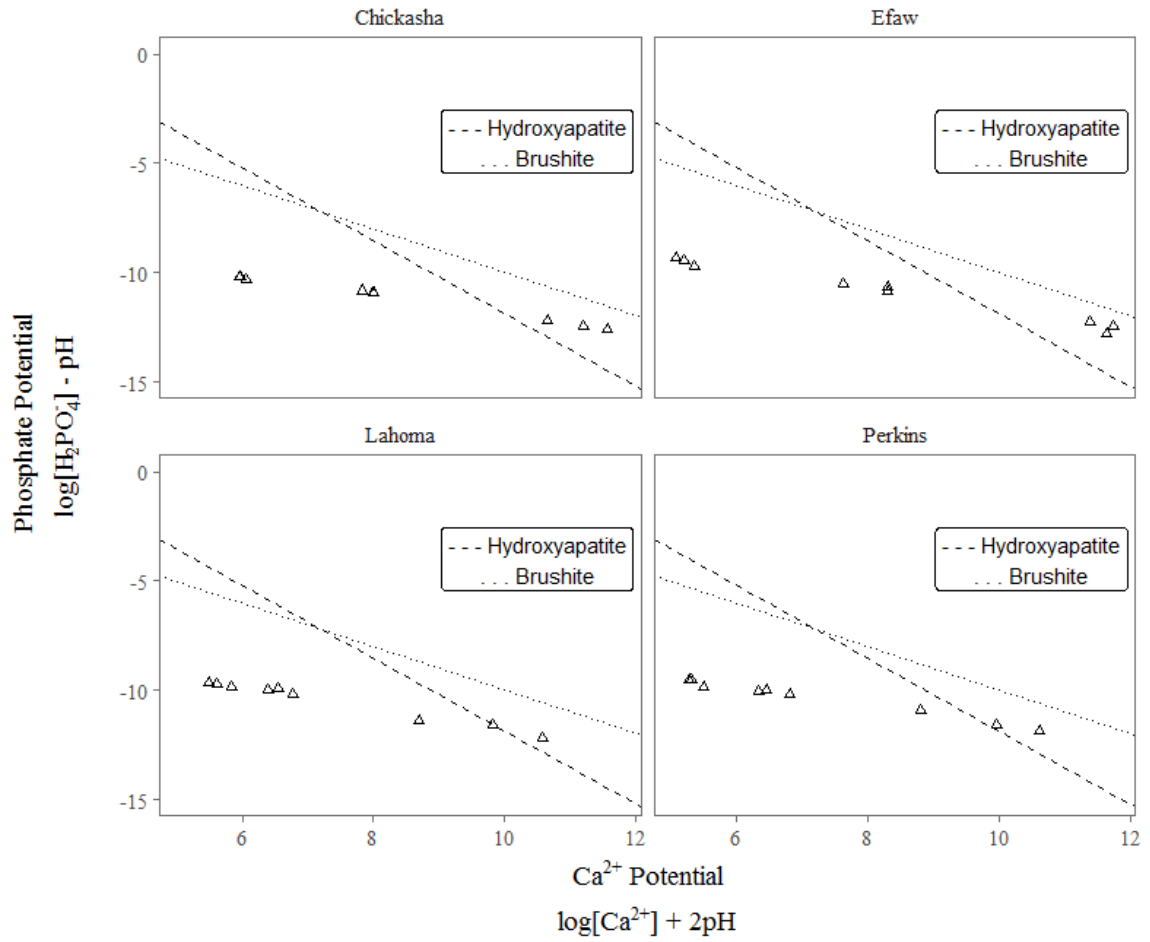 Chickasha
Efaw
0
-5
-10
-15
Hydroxyapatite
Brushite
Hydroxyapatite
Brushite
Phosphate Potential
log[H₂PO₄⁻] - pH
Lahoma
Perkins
0
-5
-10
-15
Hydroxyapatite
Brushite
Hydroxyapatite
Brushite
6 8 10 12 6 8 10 12
Ca²⁺ Potential
log[Ca²⁺] + 2pH